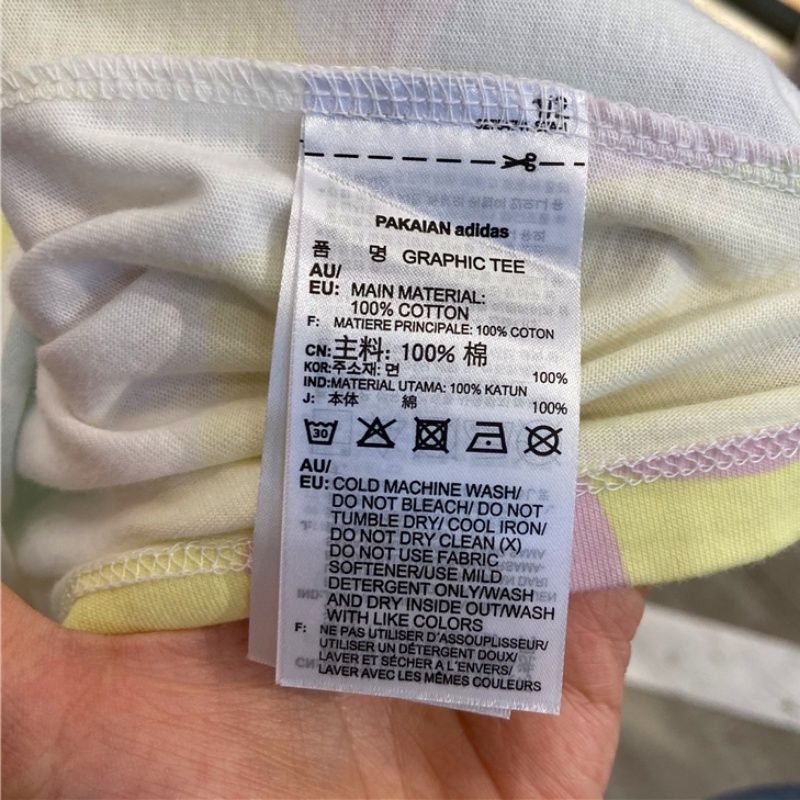 1/2
PAKAIAN adidas
품 명 GRAPHIC TEE
AU/
EU: MAIN MATERIAL:
100% COTTON
F: MATIERE PRINCIPALE: 100% COTON
CN:主料: 100% 棉
KOR:주소재: 면 100%
IND:MATERIAL UTAMA: 100% KATUN
J: 本体 綿 100%
30
AU/
EU: COLD MACHINE WASH/
DO NOT BLEACH/ DO NOT
TUMBLE DRY/ COOL IRON/
DO NOT DRY CLEAN (X)
DO NOT USE FABRIC
SOFTENER/USE MILD
DETERGENT ONLY/WASH
AND DRY INSIDE OUT/WASH
WITH LIKE COLORS
F: NE PAS UTILISER D'ASSOUPLISSEUR/
UTILISER UN DÉTERGENT DOUX/
LAVER ET SÉCHER A L'ENVERS/
LAVER AVEC LES MÊMES COULEURS